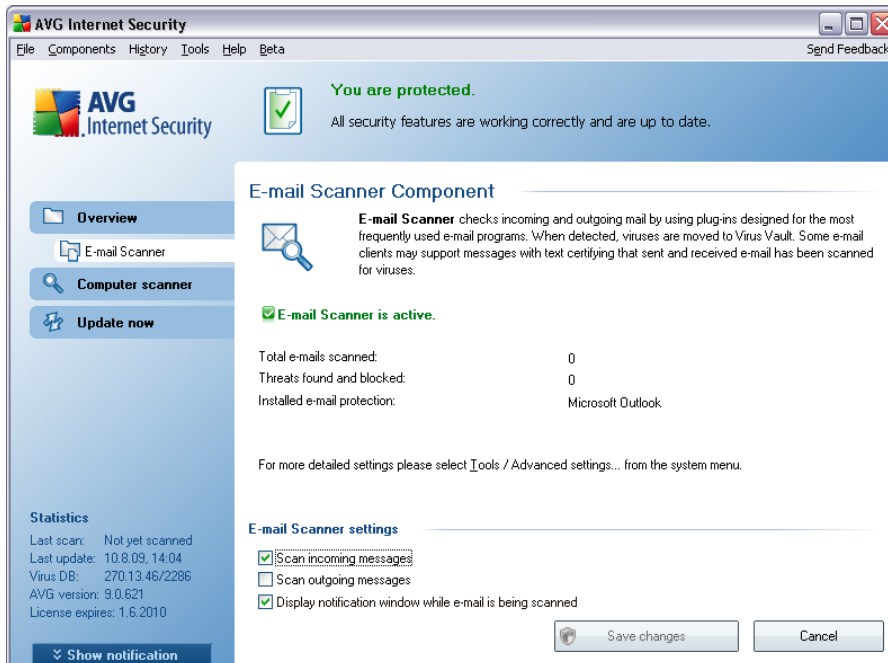 AVG Internet Security
File Components History Tools Help Beta Send Feedback
AVG
Internet Security
You are protected.
All security features are working correctly and are up to date.
Overview
E-mail Scanner
Computer scanner
Update now
E-mail Scanner Component
E-mail Scanner checks incoming and outgoing mail by using plug-ins designed for the most
frequently used e-mail programs. When detected, viruses are moved to Virus Vault. Some e-mail
clients may support messages with text certifying that sent and received e-mail has been scanned
for viruses.
E-mail Scanner is active.
Total e-mails scanned: 0
Threats found and blocked: 0
Installed e-mail protection: Microsoft Outlook
For more detailed settings please select Tools / Advanced settings... from the system menu.
Statistics
Last scan: Not yet scanned
Last update: 10.8.09, 14:04
Virus DB: 270.13.46/2286
AVG version: 9.0.621
License expires: 1.6.2010
Show notification
E-mail Scanner settings
Scan incoming messages
Scan outgoing messages
Display notification window while e-mail is being scanned
Save changes
Cancel